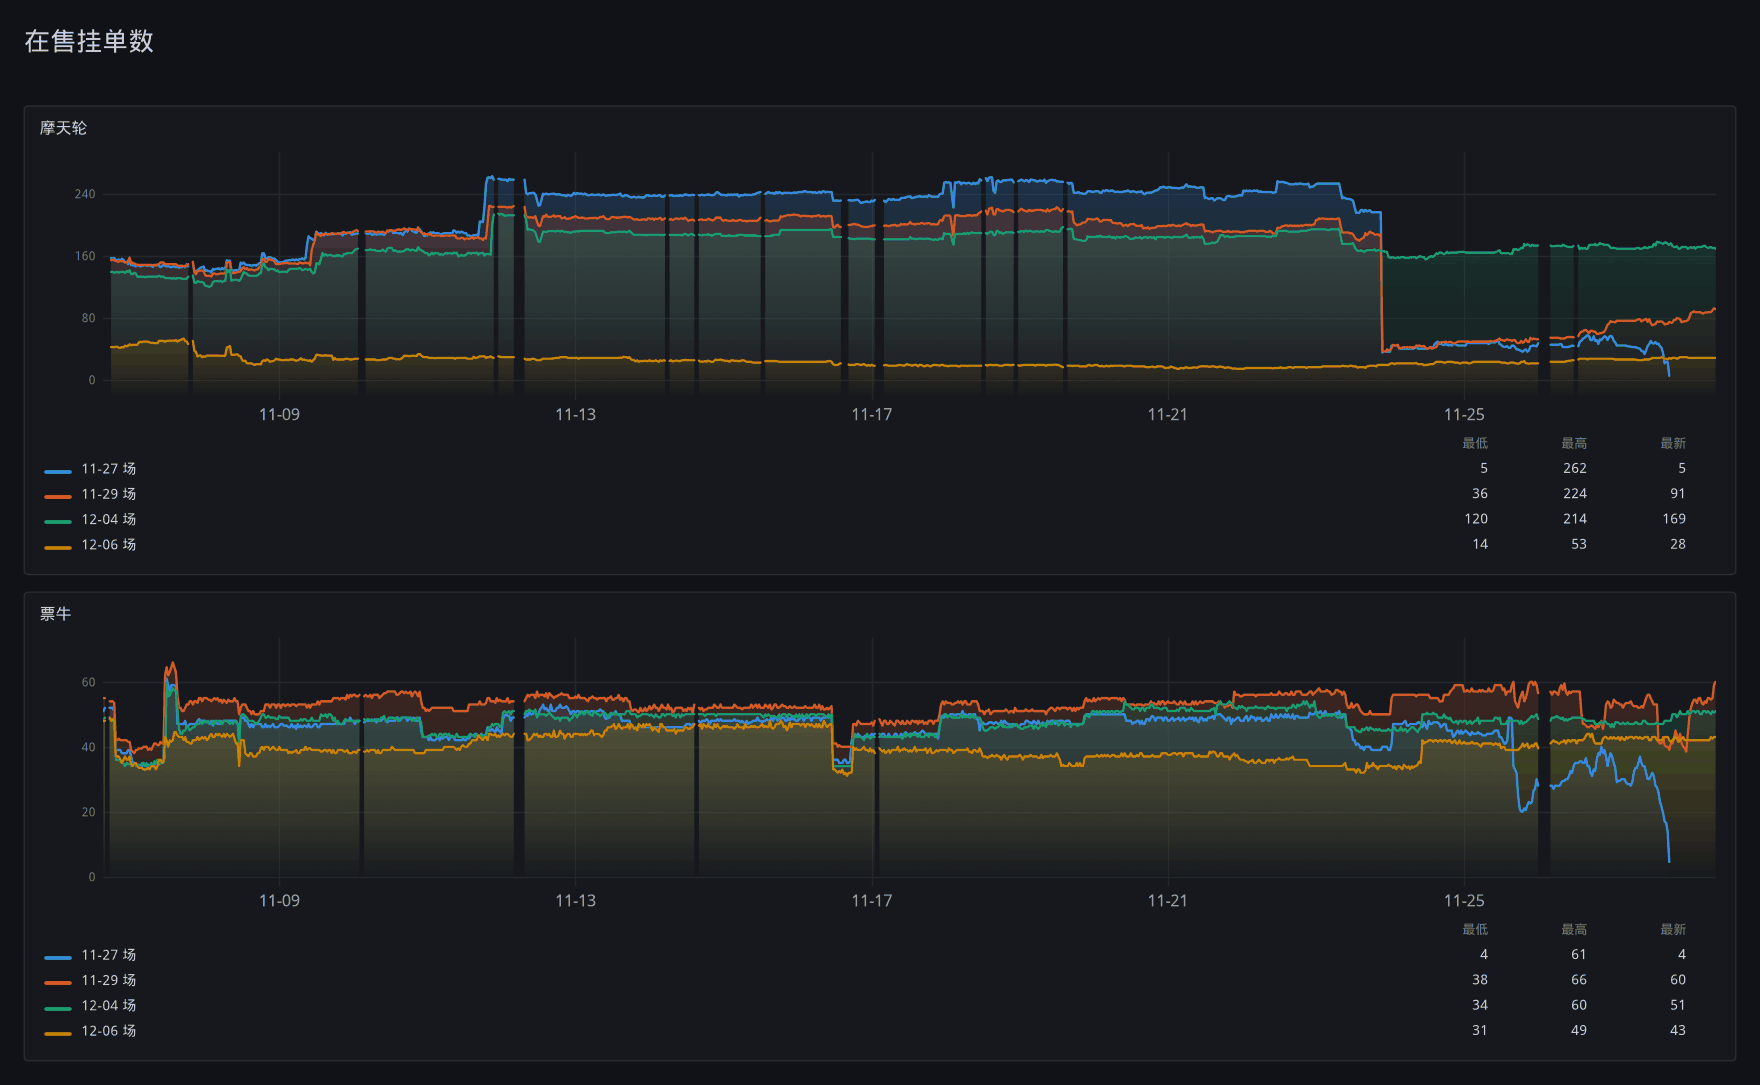 在售挂单数
摩天轮
240
160
80
0
11-09 11-13 11-17 11-21 11-25
最低 最高 最新
11-27 场 5 262 5
11-29 场 36 224 91
12-04 场 120 214 169
12-06 场 14 53 28
票牛
60
40
20
0
11-09 11-13 11-17 11-21 11-25
最低 最高 最新
11-27 场 4 61 4
11-29 场 38 66 60
12-04 场 34 60 51
12-06 场 31 49 43